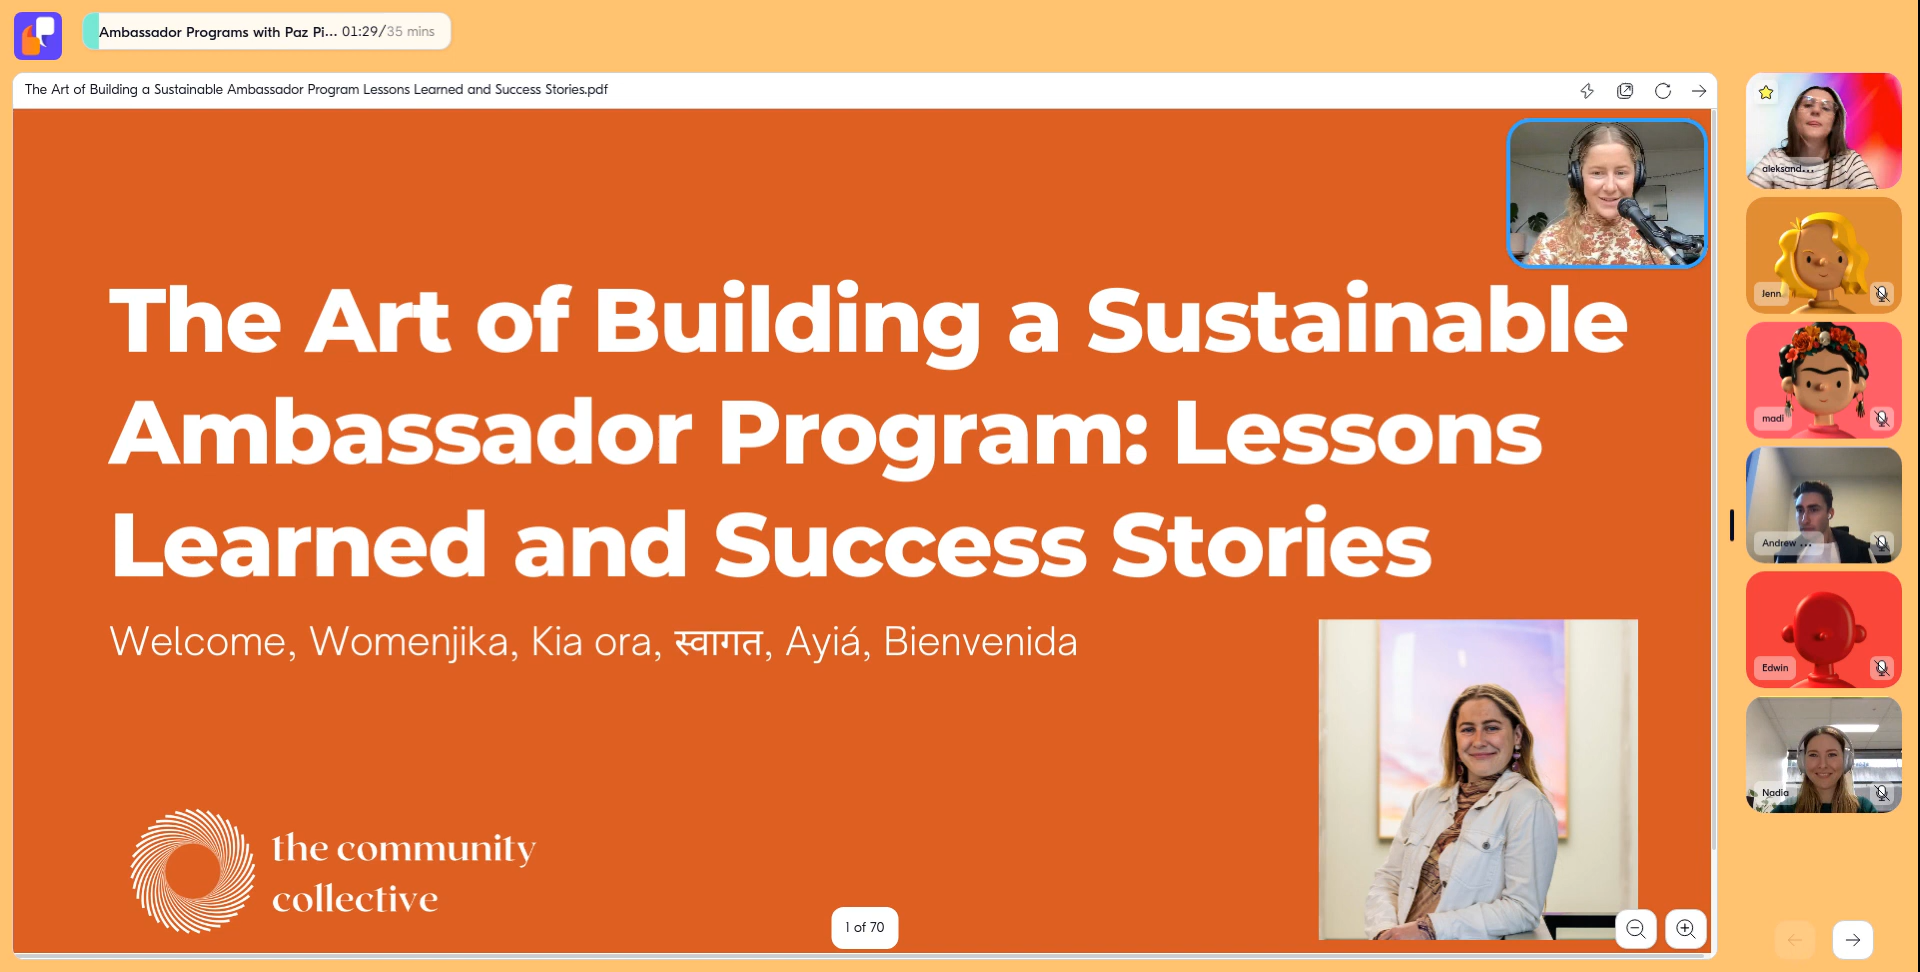 Ambassador Programs with Paz Pi... 01:29/35 mins
The Art of Building a Sustainable Ambassador Program Lessons Learned and Success Stories.pdf
The Art of Building a Sustainable
Ambassador Program: Lessons
Learned and Success Stories
Welcome, Womenjika, Kia ora, स्वागत, Ayiá, Bienvenida
the community
collective
1 of 70
aleksand...
Jenn
madi
Andrew ...
Edwin
Nadia